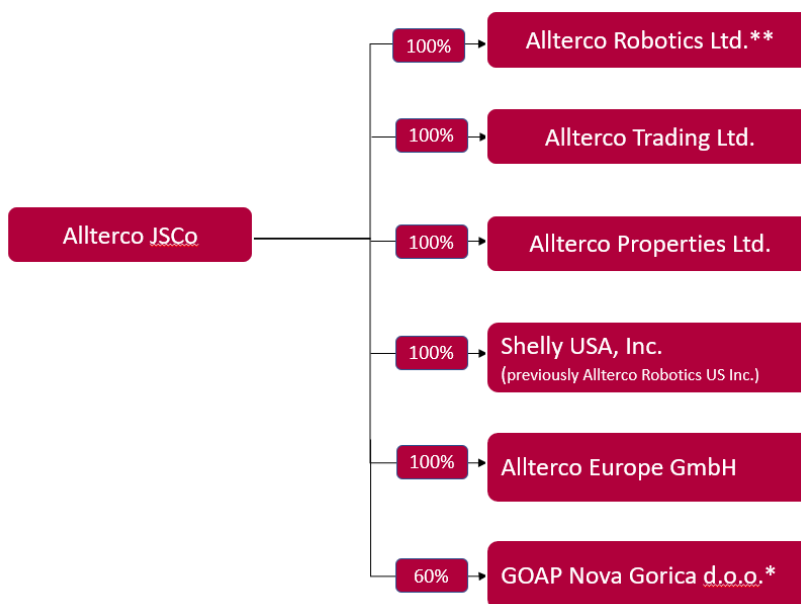 100%
Allterco Robotics Ltd.**
100%
Allterco Trading Ltd.
Allterco JSCo
100%
Allterco Properties Ltd.
100%
Shelly USA, Inc.
(previously Allterco Robotics US Inc.)
100%
Allterco Europe GmbH
60%
GOAP Nova Gorica d.o.o.*